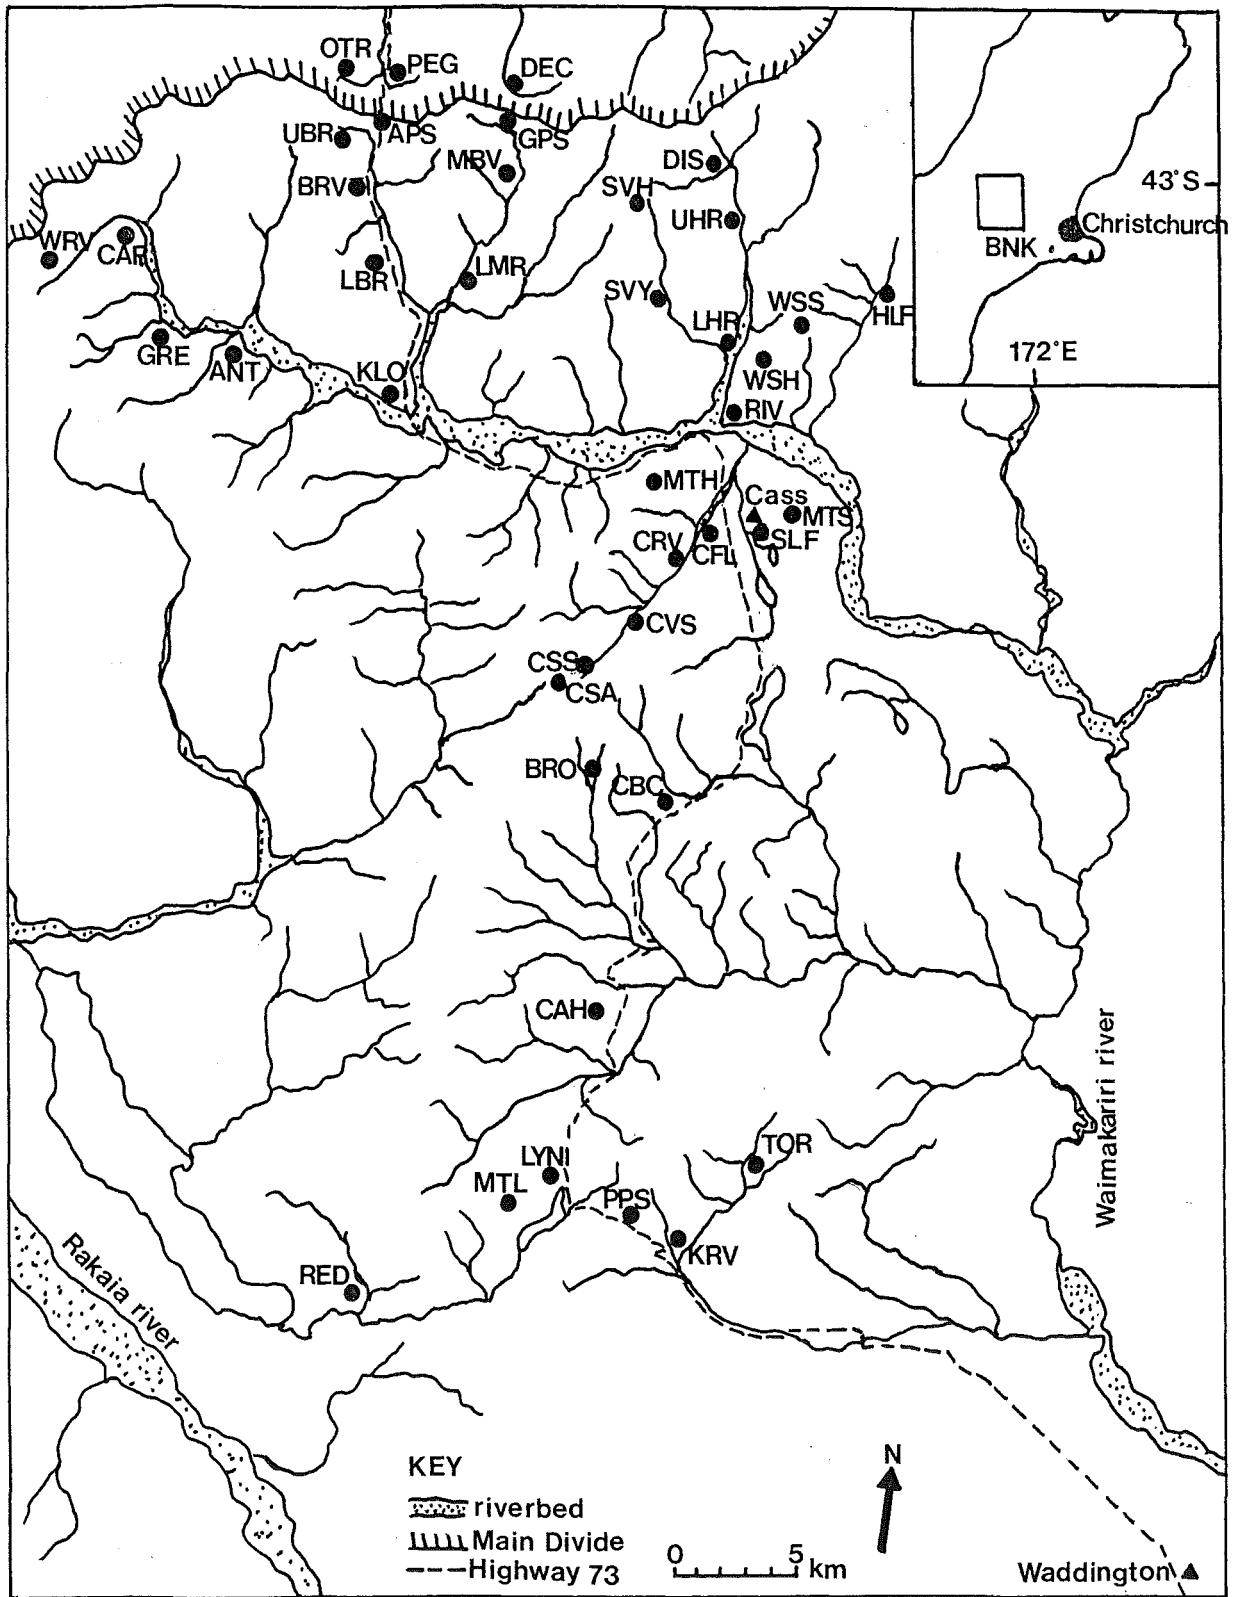 OTR
PEG
DEC
UBR
APS
GPS
MBV
DIS
BRV
SVH
43°S
UHR
Christchurch
WRV
CAR
BNK
LBR
LMR
SVY
WSS
HLF
LHR
GRE
ANT
KLO
WSH
172°E
RIV
MTH
Cass
MTS
CRV
CFL
SLF
CVS
CSS
CSA
BRO
CBC
CAH
Waimakariri river
TOR
LYN
MTL
PPS
KRV
Rakaia river
RED
KEY
N
riverbed
Main Divide
Highway 73
0 5 km
Waddington